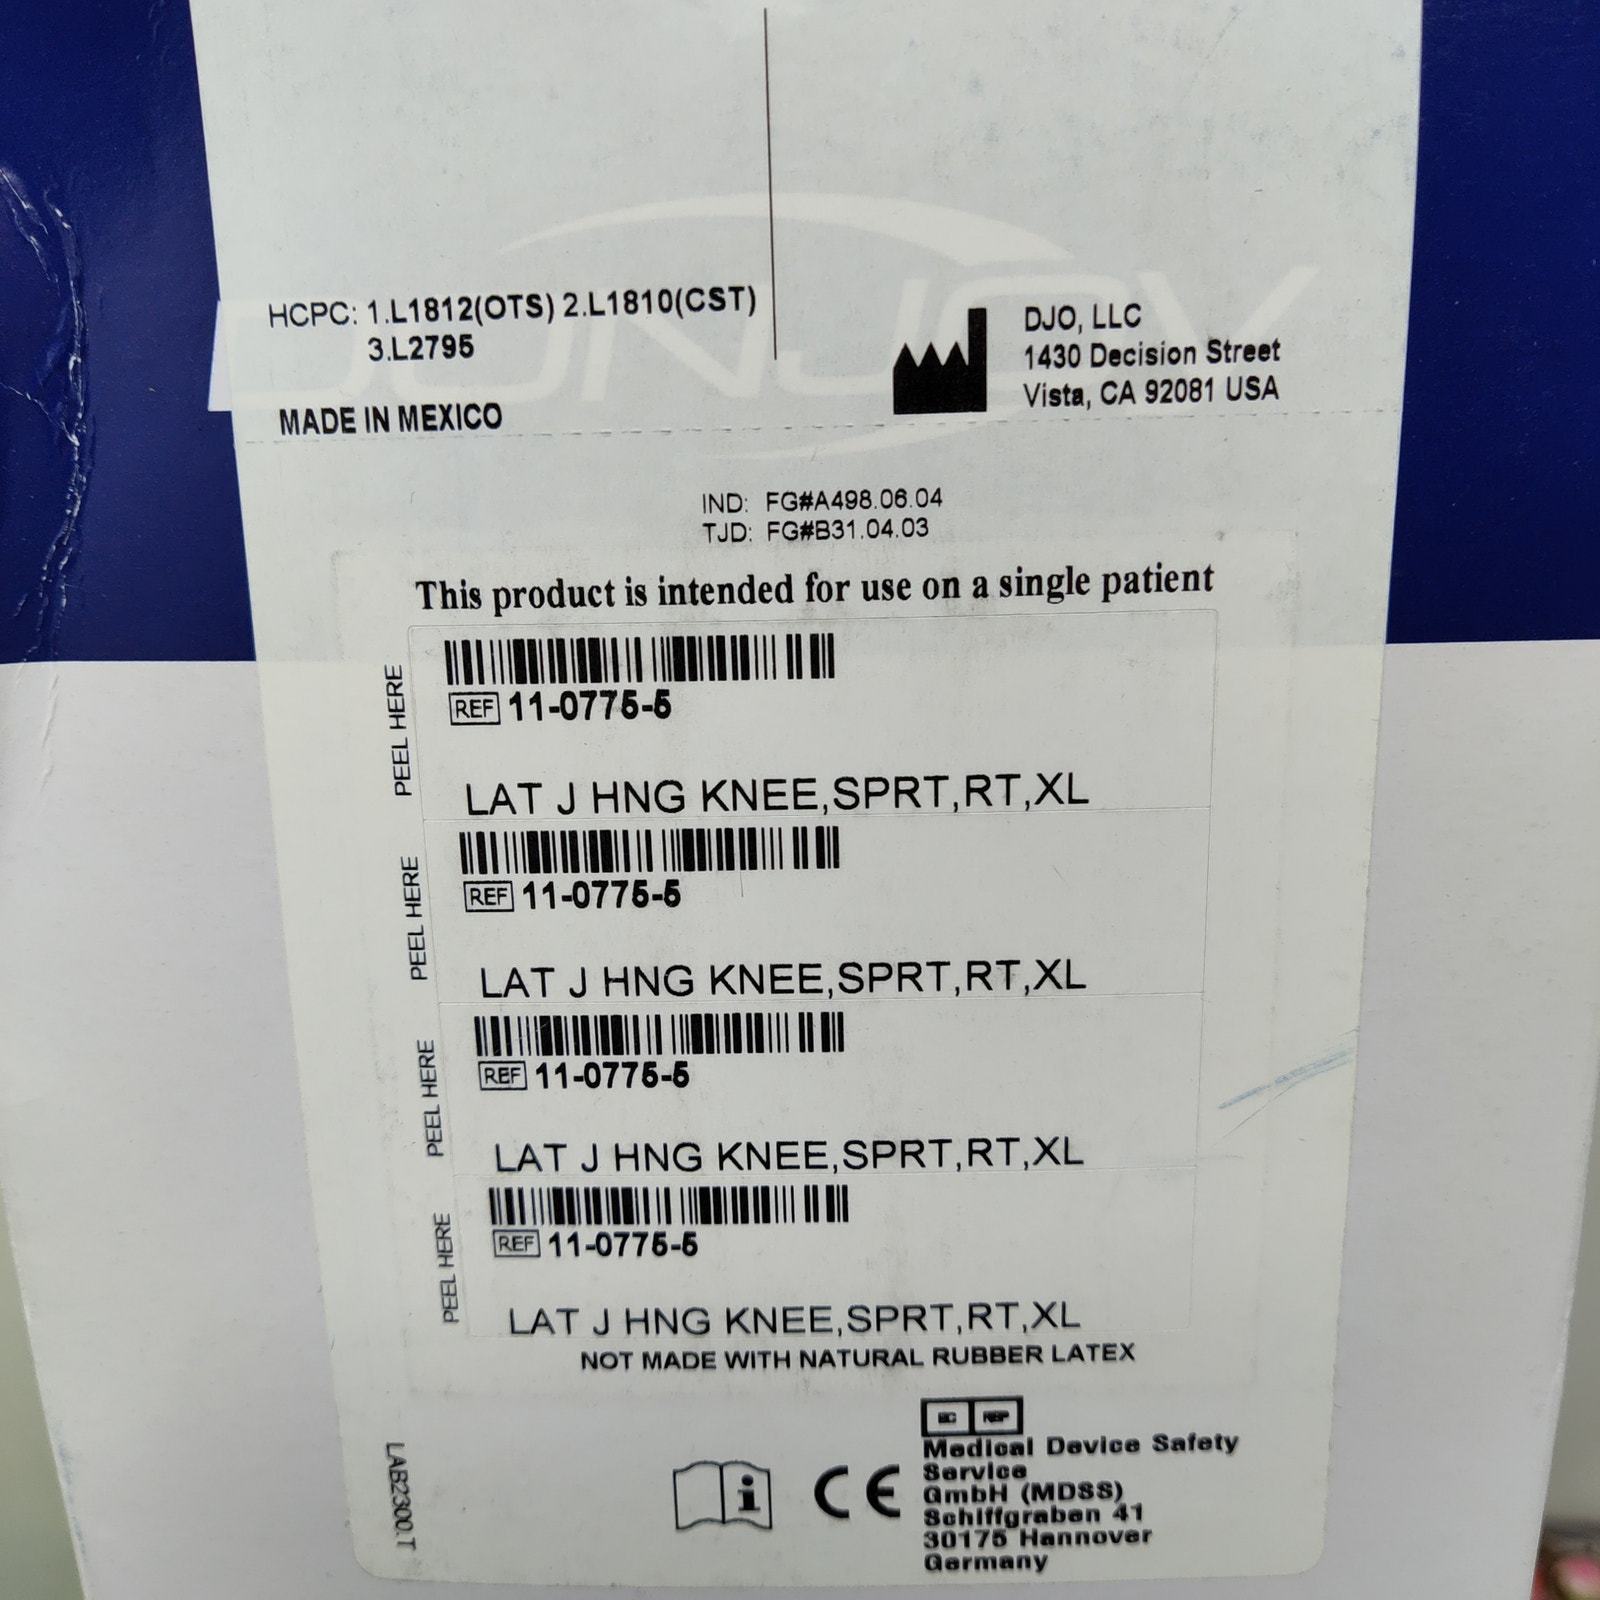 DONJOY
HCPC: 1.L1812(OTS) 2.L1810(CST)
3.L2795
MADE IN MEXICO
DJO, LLC
1430 Decision Street
Vista, CA 92081 USA
IND: FG#A498.06.04
TJD: FG#B31.04.03
This product is intended for use on a single patient
PEEL HERE
REF 11-0775-5
LAT J HNG KNEE,SPRT,RT,XL
PEEL HERE
REF 11-0775-5
LAT J HNG KNEE,SPRT,RT,XL
PEEL HERE
REF 11-0775-5
LAT J HNG KNEE,SPRT,RT,XL
PEEL HERE
REF 11-0775-5
LAT J HNG KNEE,SPRT,RT,XL
NOT MADE WITH NATURAL RUBBER LATEX
LAB2300.T
i
CE
EC REP
Medical Device Safety
Service
GmbH (MDSS)
Schiffgraben 41
30175 Hannover
Germany